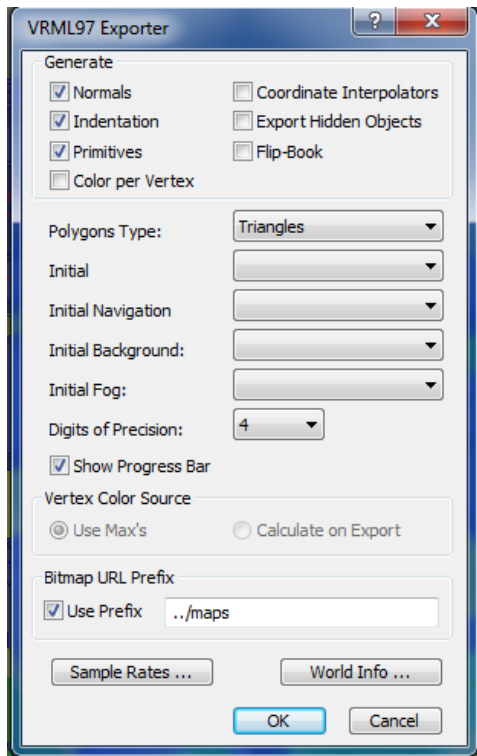 VRML97 Exporter
Generate
Normals
Coordinate Interpolators
Indentation
Export Hidden Objects
Primitives
Flip-Book
Color per Vertex
Polygons Type: Triangles
Initial
Initial Navigation
Initial Background:
Initial Fog:
Digits of Precision: 4
Show Progress Bar
Vertex Color Source
Use Max's
Calculate on Export
Bitmap URL Prefix
Use Prefix ../maps
Sample Rates ...
World Info ...
OK
Cancel